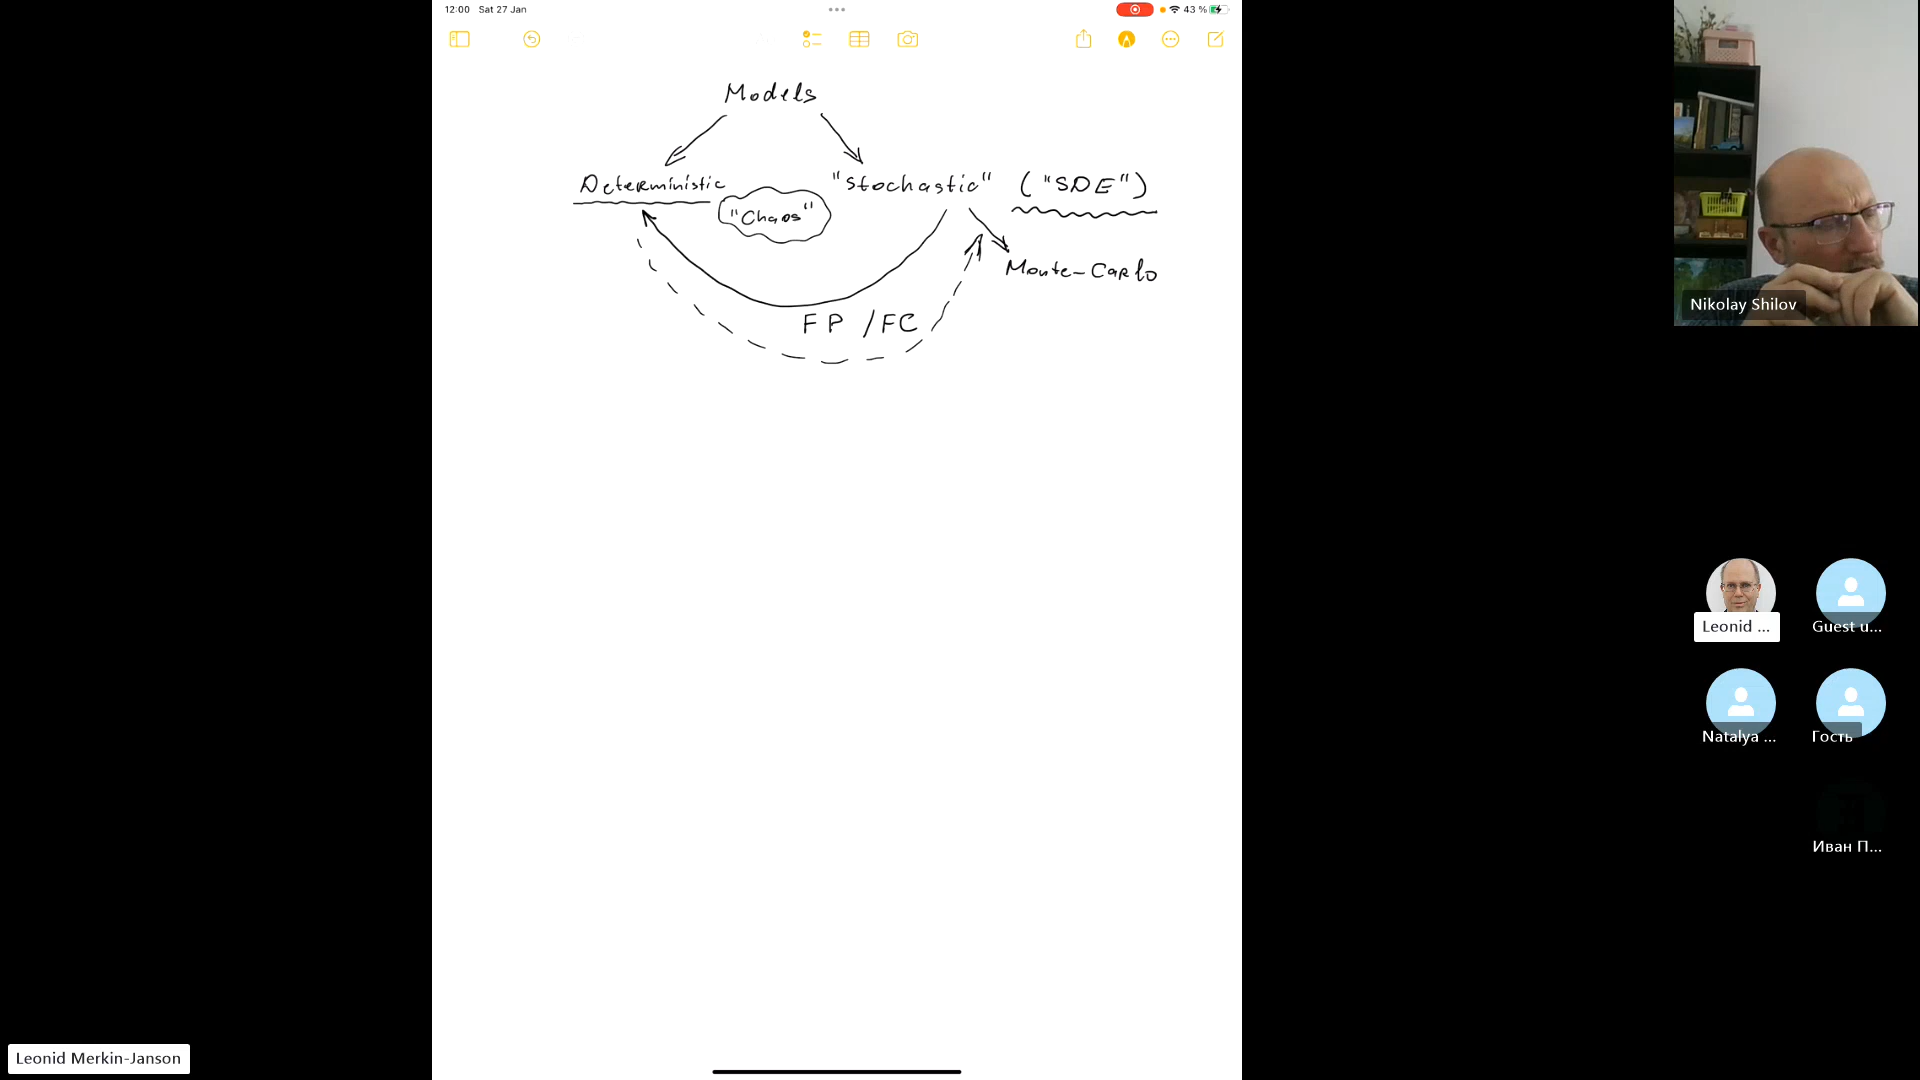 12:00 Sat 27 Jan
43 %
Models
Deterministic "Stochastic" ("SDE")
"Chaos"
Monte-Carlo
FP /FC
Nikolay Shilov
Leonid ...
Guest u...
Natalya ...
Гость
Иван П...
Leonid Merkin-Janson